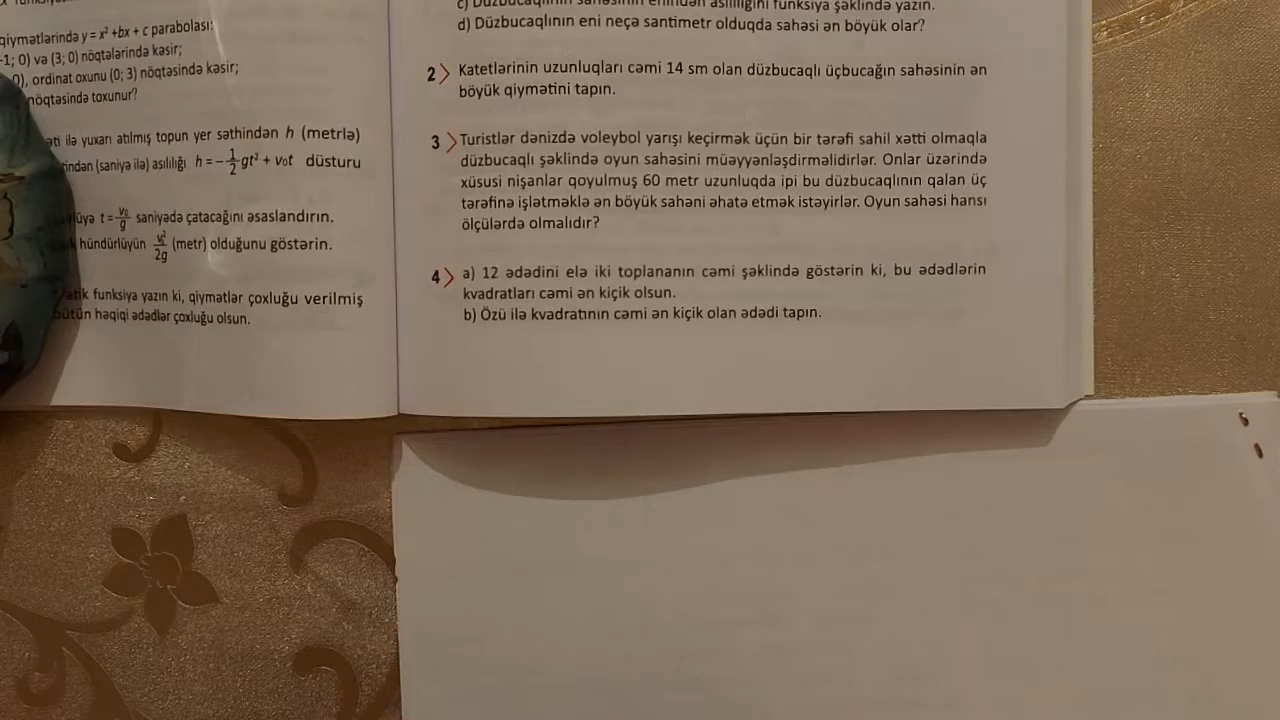 qiymətlərində y = x² +bx + c parabolası:
-1; 0) və (3; 0) nöqtələrində kəsir;
0), ordinat oxunu (0; 3) nöqtəsində kəsir;
nöqtəsində toxunur?
ilə yuxarı atılmış topun yer səthindən h (metrlə)
(saniyə ilə) asılılığı h = -1/2 gt² + v₀t düsturu
t = v₀/g saniyədə çatacağını əsaslandırın.
hündürlüyün v₀²/2g (metr) olduğunu göstərin.
funksiya yazın ki, qiymətlər çoxluğu verilmiş
bütün həqiqi ədədlər çoxluğu olsun.
c) Düzbucaqlının sahəsinin enindən asılılığını funksiya şəklində yazın.
d) Düzbucaqlının eni neçə santimetr olduqda sahəsi ən böyük olar?
2 Katetlərinin uzunluqları cəmi 14 sm olan düzbucaqlı üçbucağın sahəsinin ən
böyük qiymətini tapın.
3 Turistlər dənizdə voleybol yarışı keçirmək üçün bir tərəfi sahil xətti olmaqla
düzbucaqlı şəklində oyun sahəsini müəyyənləşdirməlidirlər. Onlar üzərində
xüsusi nişanlar qoyulmuş 60 metr uzunluqda ipi bu düzbucaqlının qalan üç
tərəfinə işlətməklə ən böyük sahəni əhatə etmək istəyirlər. Oyun sahəsi hansı
ölçülərdə olmalıdır?
4 a) 12 ədədini elə iki toplananın cəmi şəklində göstərin ki, bu ədədlərin
kvadratları cəmi ən kiçik olsun.
b) Özü ilə kvadratının cəmi ən kiçik olan ədədi tapın.